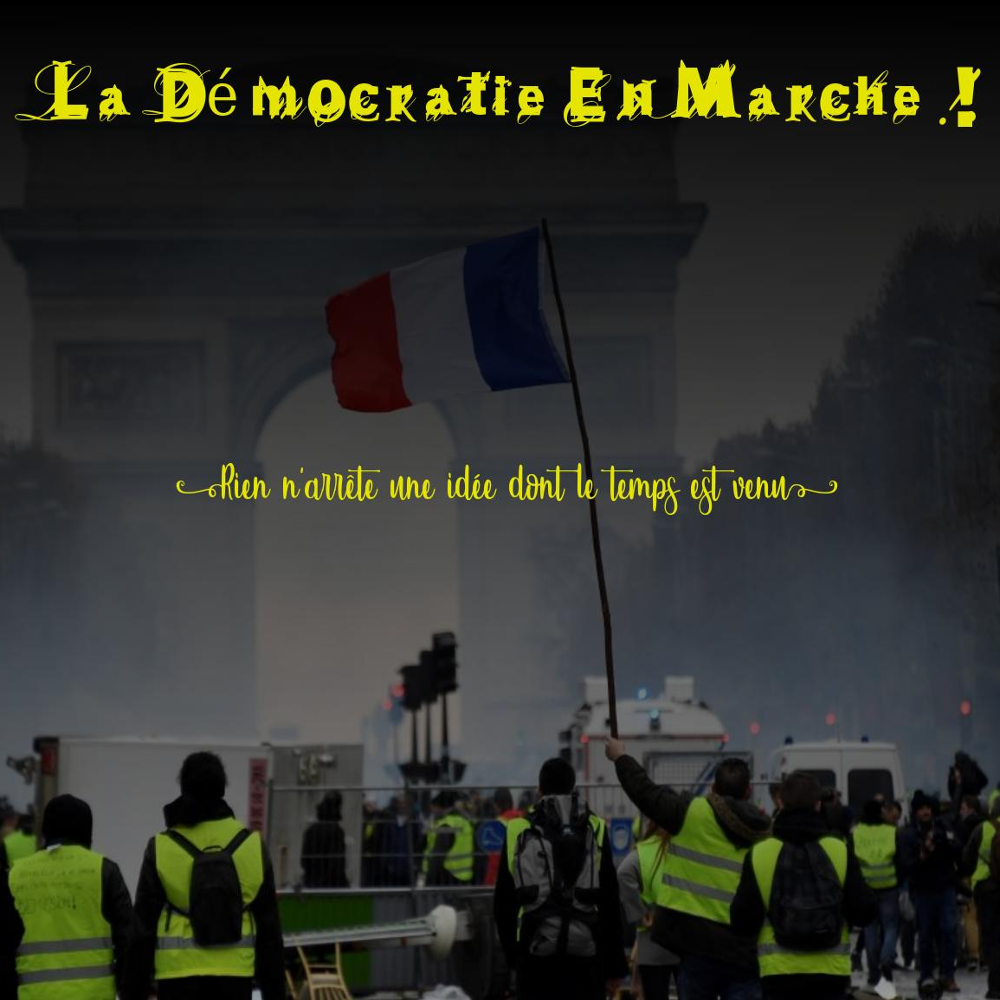 La Démocratie En Marche !
Rien n'arrête une idée dont le temps est venu